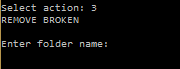 Select action: 3
REMOVE BROKEN
Enter folder name: